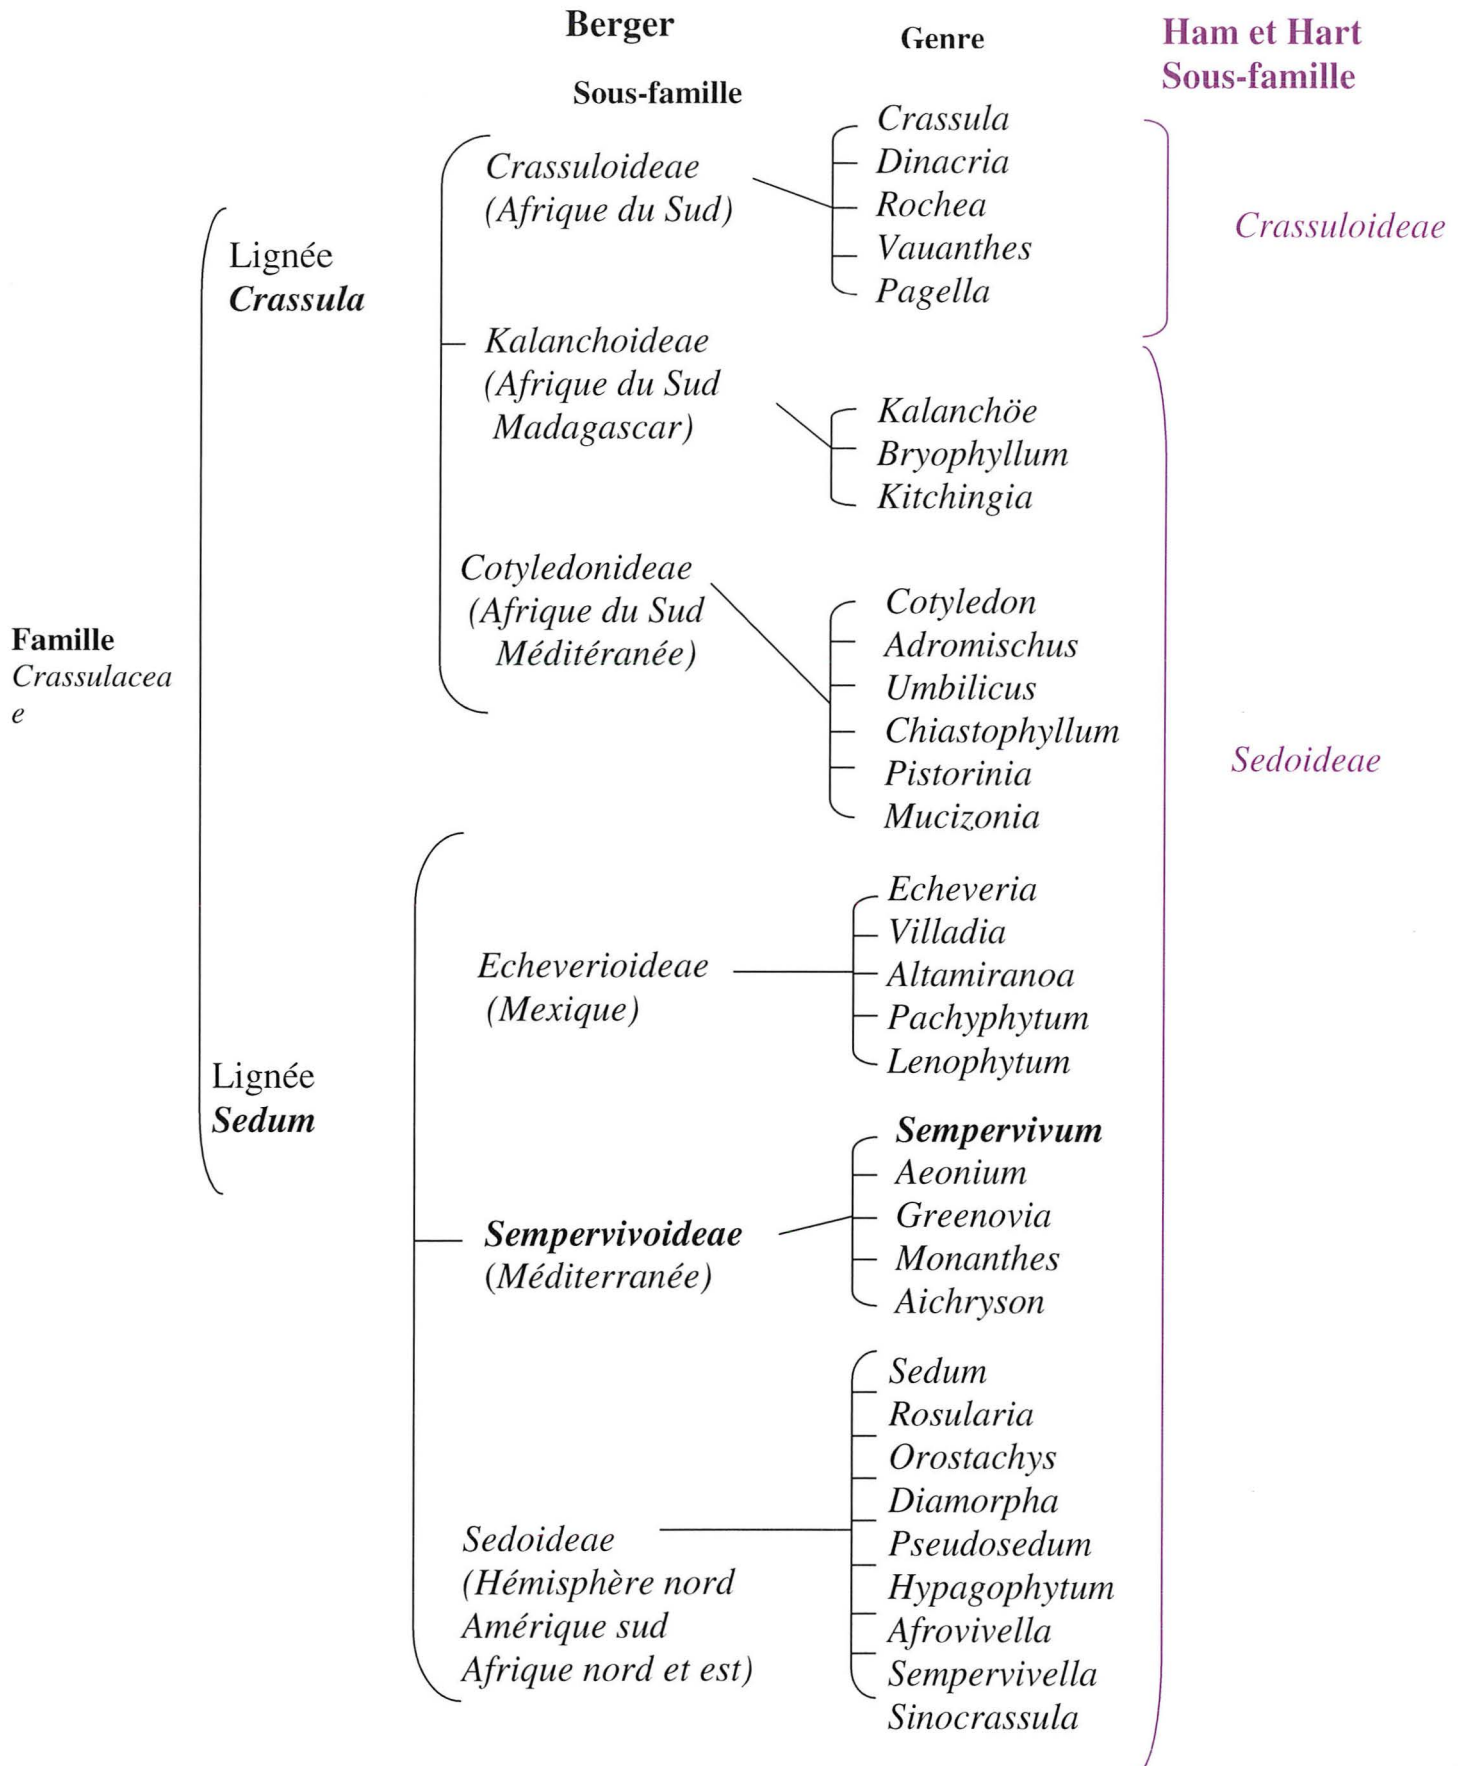 Berger
Genre
Ham et Hart
Sous-famille
Sous-famille
Famille
Crassulacea
e
Lignée
Crassula
Crassuloideae
(Afrique du Sud)
Crassula
Dinacria
Rochea
Vauanthes
Pagella
Kalanchoideae
(Afrique du Sud
Madagascar)
Kalanchöe
Bryophyllum
Kitchingia
Cotyledonideae
(Afrique du Sud
Méditéranée)
Cotyledon
Adromischus
Umbilicus
Chiastophyllum
Pistorinia
Mucizonia
Lignée
Sedum
Echeverioideae
(Mexique)
Echeveria
Villadia
Altamiranoa
Pachyphytum
Lenophytum
Sempervivoideae
(Méditerranée)
Sempervivum
Aeonium
Greenovia
Monanthes
Aichryson
Sedoideae
(Hémisphère nord
Amérique sud
Afrique nord et est)
Sedum
Rosularia
Orostachys
Diamorpha
Pseudosedum
Hypagophytum
Afrovivella
Sempervivella
Sinocrassula
Crassuloideae
Sedoideae